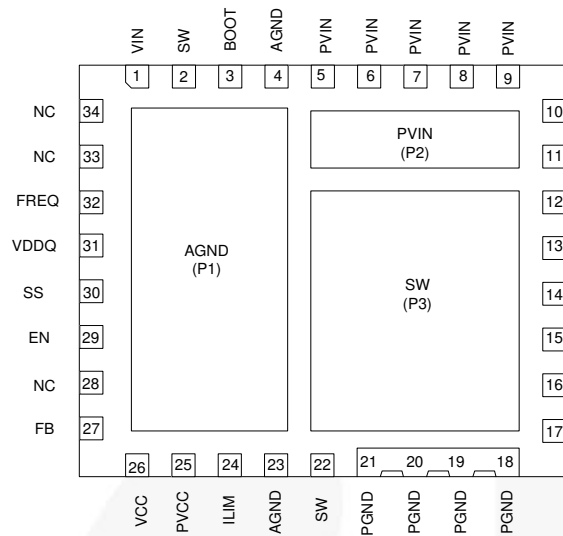 VIN SW BOOT AGND PVIN PVIN PVIN PVIN PVIN
1 2 3 4 5 6 7 8 9
NC 34 10
NC 33 11
PVIN
(P2)
FREQ 32 12
VDDQ 31 13
AGND
(P1)
SS 30 14
SW
(P3)
EN 29 15
NC 28 16
FB 27 17
26 25 24 23 22 21 20 19 18
VCC PVCC ILIM AGND SW PGND PGND PGND PGND